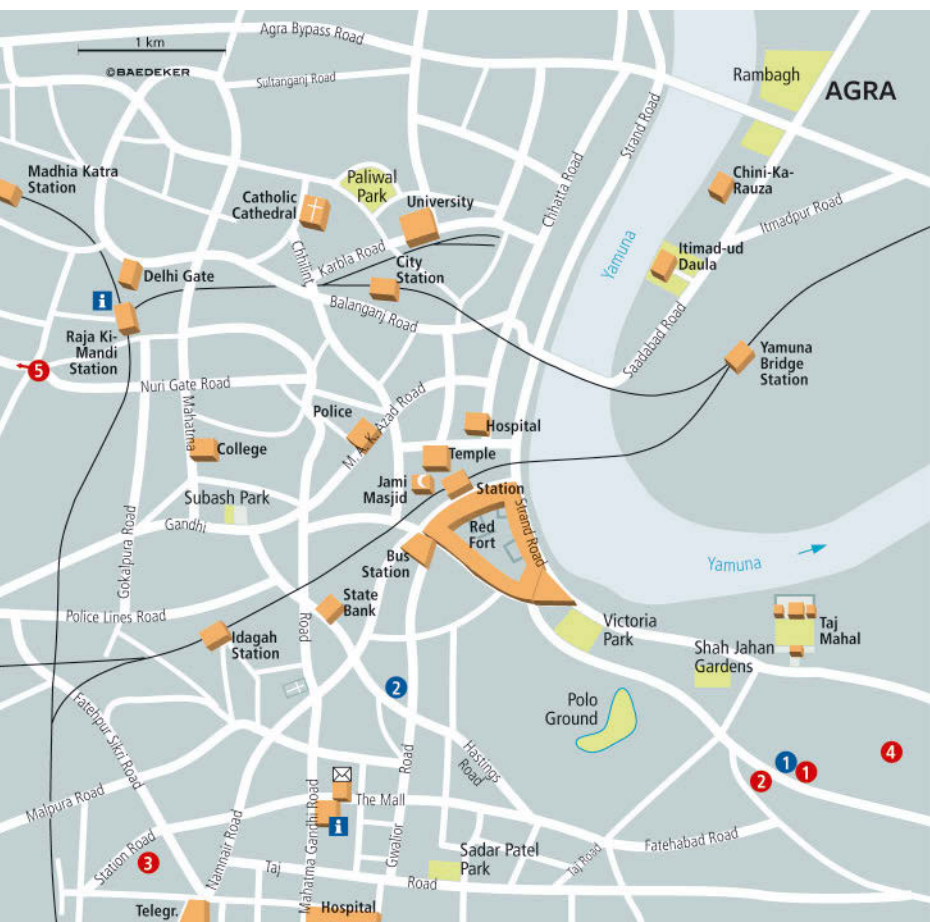 1 km
©BAEDEKER
Agra Bypass Road
Sultanganj Road
Rambagh
AGRA
Strand Road
Chhatta Road
Madhia Katra
Station
Catholic
Cathedral
Paliwal
Park
University
Chini-Ka-
Rauza
Itmadpur Road
Yamuna
Itimad-ud
Daula
Chhilint
Karbla Road
City
Station
Delhi Gate
i
Balanganj Road
Raja Ki-
Mandi
Station
5
Saadabad Road
Yamuna
Bridge
Station
Nuri Gate Road
Mahatma
Police
M. A. K. Azad Road
Hospital
College
Temple
Jami
Masjid
Station
Subash Park
Gandhi
Gokalpura Road
Red
Fort
Strand Road
Bus
Station
Yamuna
State
Bank
Police Lines Road
Road
Idagah
Station
Victoria
Park
Taj
Mahal
Shah Jahan
Gardens
2
Polo
Ground
Fatehpur Sikri Road
Hastings
Road
Road
4
1
1
2
Malpura Road
The Mall
i
Mahatma Gandhi Road
Gwalior
Station Road
3
Namnair Road
Taj
Road
Sadar Patel
Park
Taj Road
Fatehabad Road
Telegr.
Hospital